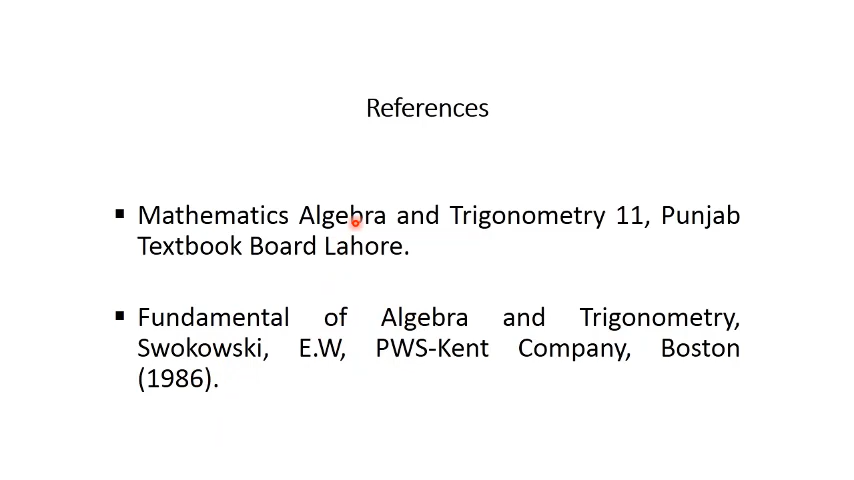 References
▪ Mathematics Algebra and Trigonometry 11, Punjab
Textbook Board Lahore.
▪ Fundamental of Algebra and Trigonometry,
Swokowski, E.W, PWS-Kent Company, Boston
(1986).